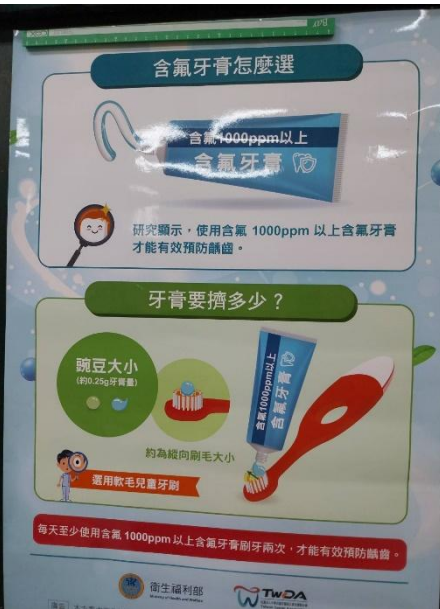 含氟牙膏怎麼選
含氟1000ppm以上
含氟牙膏
研究顯示，使用含氟 1000ppm 以上含氟牙膏
才能有效預防齲齒。
牙膏要擠多少？
豌豆大小
(約0.25g牙膏量)
含氟1000ppm以上
含氟牙膏
約為縱向刷毛大小
選用軟毛兒童牙刷
每天至少使用含氟 1000ppm 以上含氟牙膏刷牙兩次，才能有效預防齲齒。
衛生福利部
Ministry of Health and Welfare
TwDA